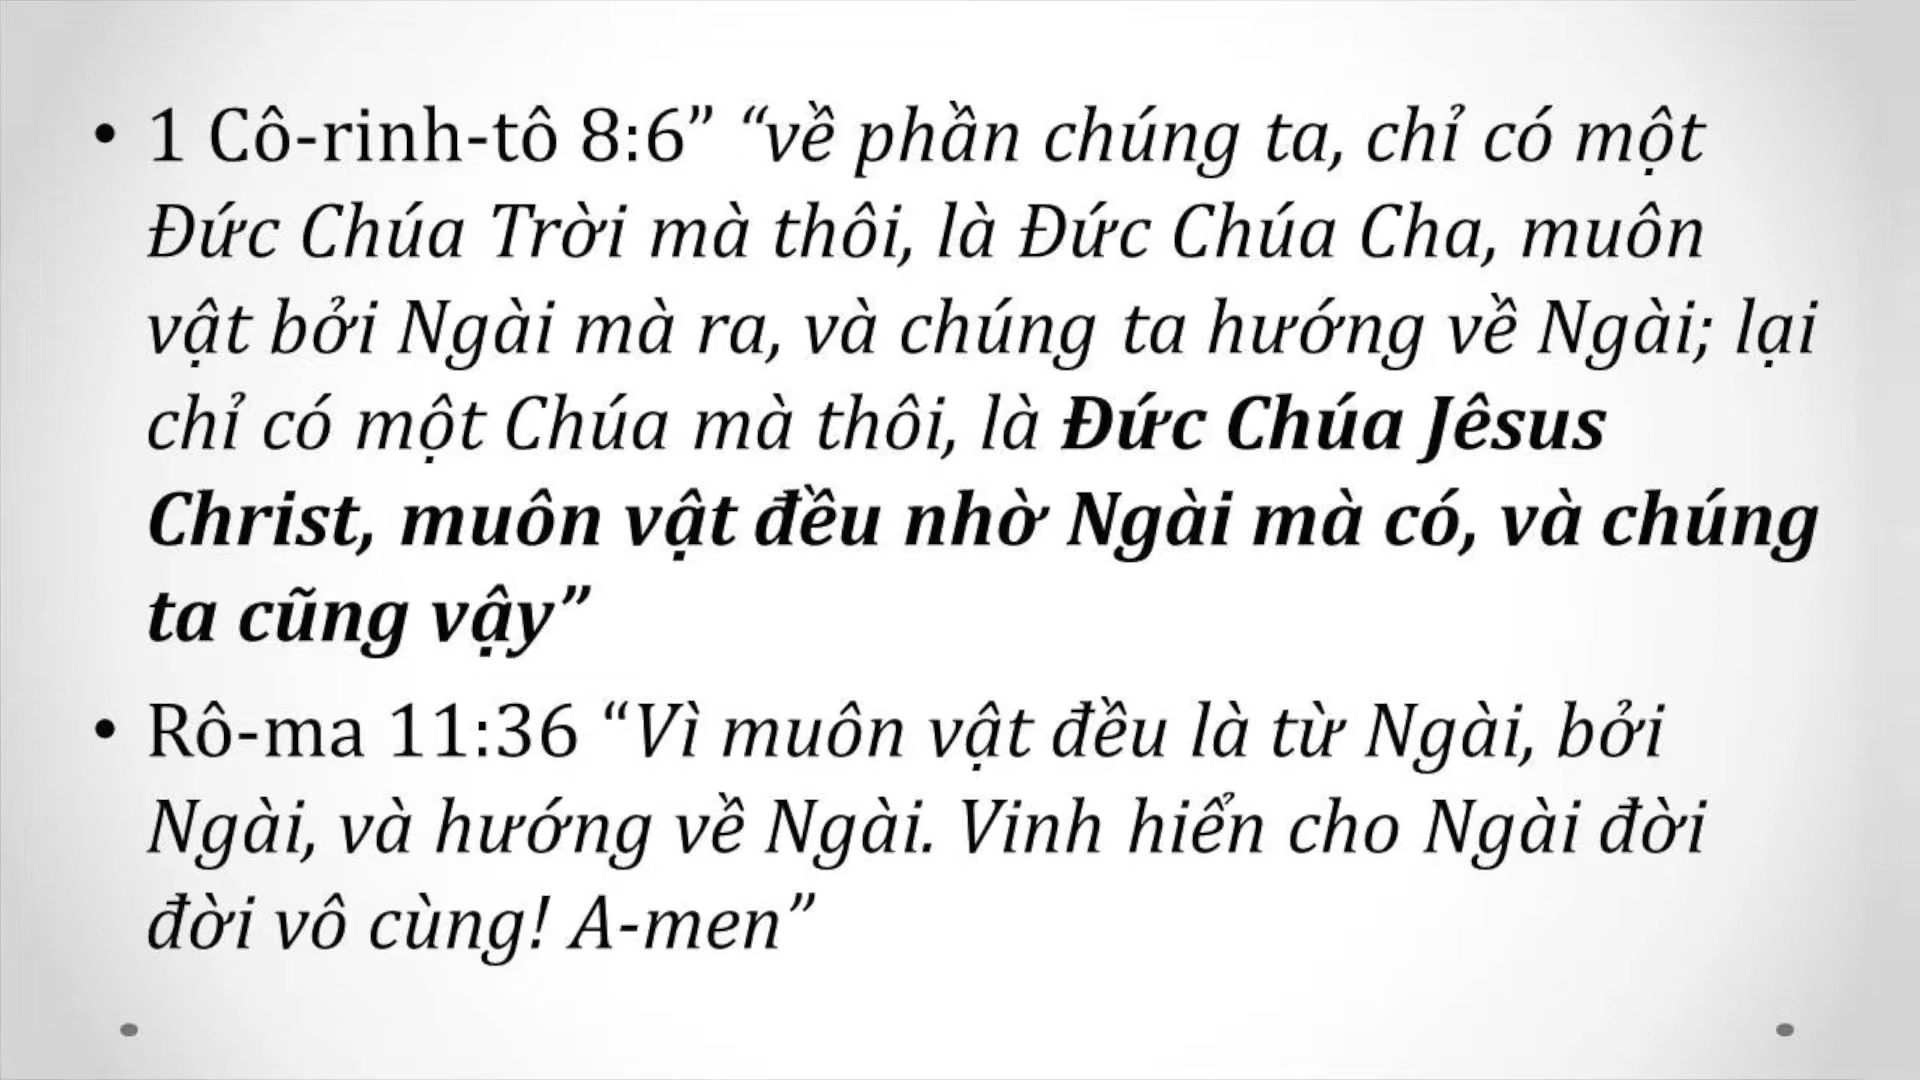 • 1 Cô-rinh-tô 8:6” “về phần chúng ta, chỉ có một
Đức Chúa Trời mà thôi, là Đức Chúa Cha, muôn
vật bởi Ngài mà ra, và chúng ta hướng về Ngài; lại
chỉ có một Chúa mà thôi, là Đức Chúa Jêsus
Christ, muôn vật đều nhờ Ngài mà có, và chúng
ta cũng vậy”
• Rô-ma 11:36 “Vì muôn vật đều là từ Ngài, bởi
Ngài, và hướng về Ngài. Vinh hiển cho Ngài đời
đời vô cùng! A-men”